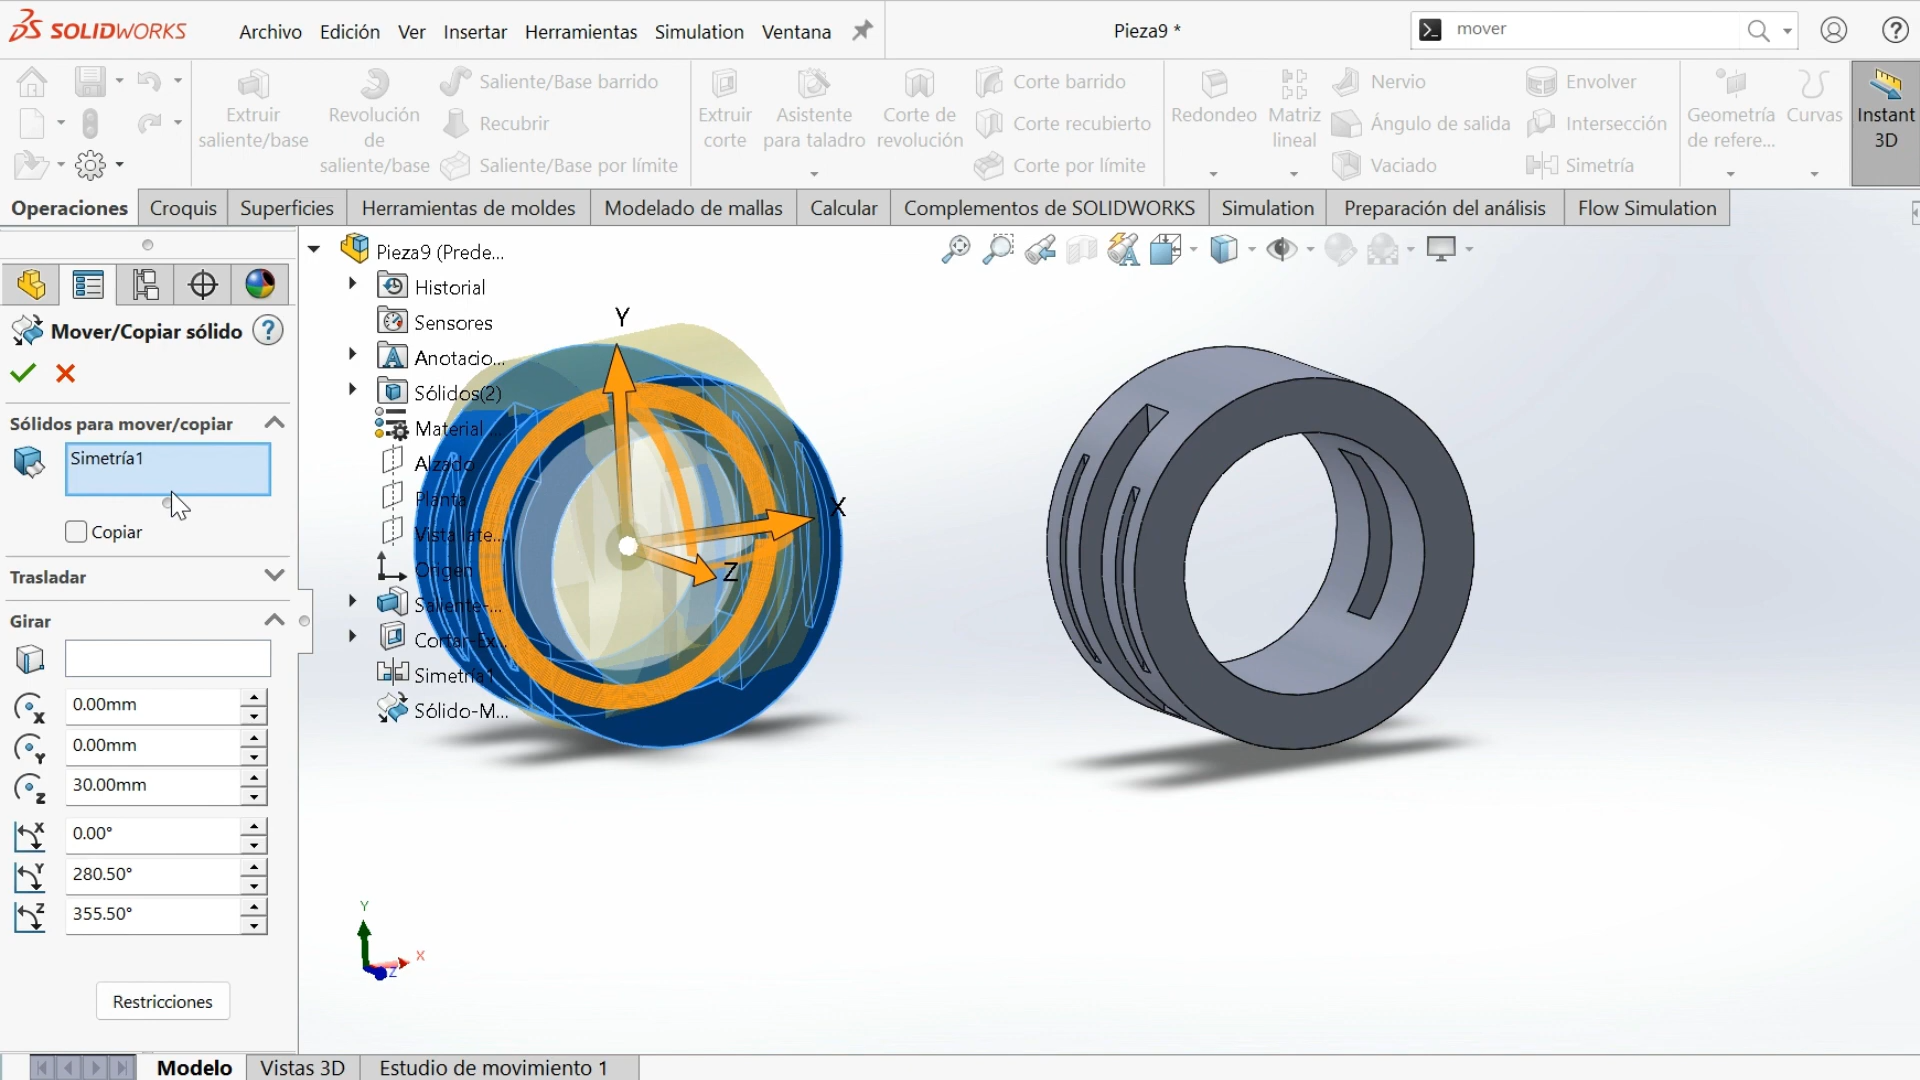 SOLIDWORKS
Archivo Edición Ver Insertar Herramientas Simulation Ventana
Pieza9 *
mover
Extruir saliente/base
Revolución de saliente/base
Saliente/Base barrido
Recubrir
Saliente/Base por límite
Extruir corte
Asistente para taladro
Corte de revolución
Corte barrido
Corte recubierto
Corte por límite
Redondeo
Matriz lineal
Nervio
Ángulo de salida
Vaciado
Envolver
Intersección
Simetría
Geometría de refere...
Curvas
Instant 3D
Operaciones Croquis Superficies Herramientas de moldes Modelado de mallas Calcular Complementos de SOLIDWORKS Simulation Preparación del análisis Flow Simulation
Mover/Copiar sólido
Sólidos para mover/copiar
Simetría1
Copiar
Trasladar
Girar
0.00mm
0.00mm
30.00mm
0.00°
280.50°
355.50°
Restricciones
Pieza9 (Prede...
Historial
Sensores
Anotacio...
Sólidos(2)
Material ...
Alzado
Planta
Vista late...
Origen
Saliente-...
Cortar-Ex...
Simetría1
Sólido-M...
Y
X
Z
Y
X
Z
Modelo Vistas 3D Estudio de movimiento 1